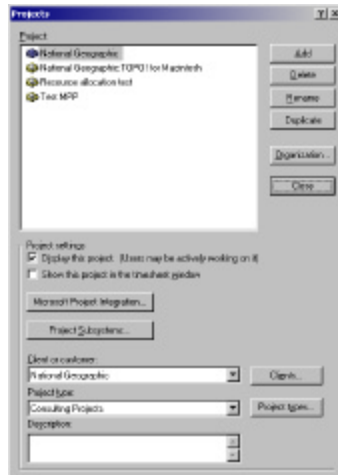 Projects
Project:
National Geographic
National Geographic TOPO! for Macintosh
Resource allocation test
Test MPP
Add
Delete
Rename
Duplicate
Organization...
Close
Project settings
Display this project. (Users may be actively working on it)
Show this project in the timesheet window
Microsoft Project Integration...
Project Subsystems...
Client or customer:
National Geographic
Clients...
Project type:
Consulting Projects
Project types...
Description: